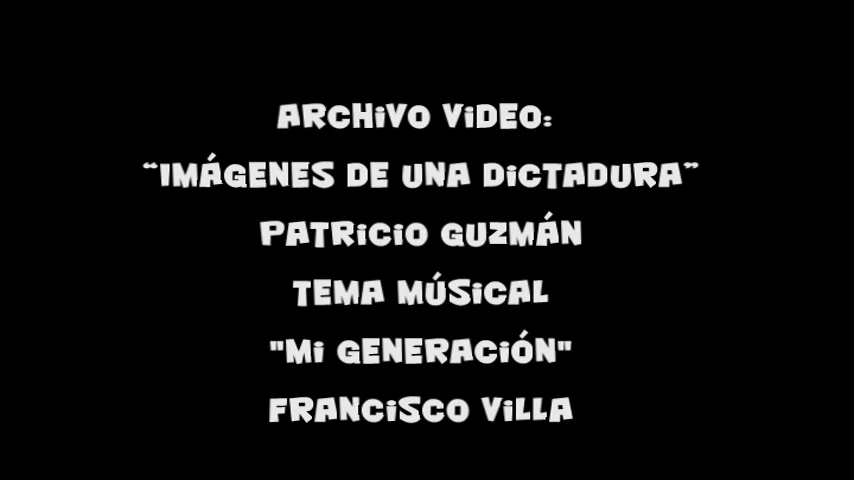 ARCHIVO VIDEO:
“IMÁGENES DE UNA DICTADURA”
PATRICIO GUZMÁN
TEMA MÚSICAL
"MI GENERACIÓN"
FRANCISCO VILLA